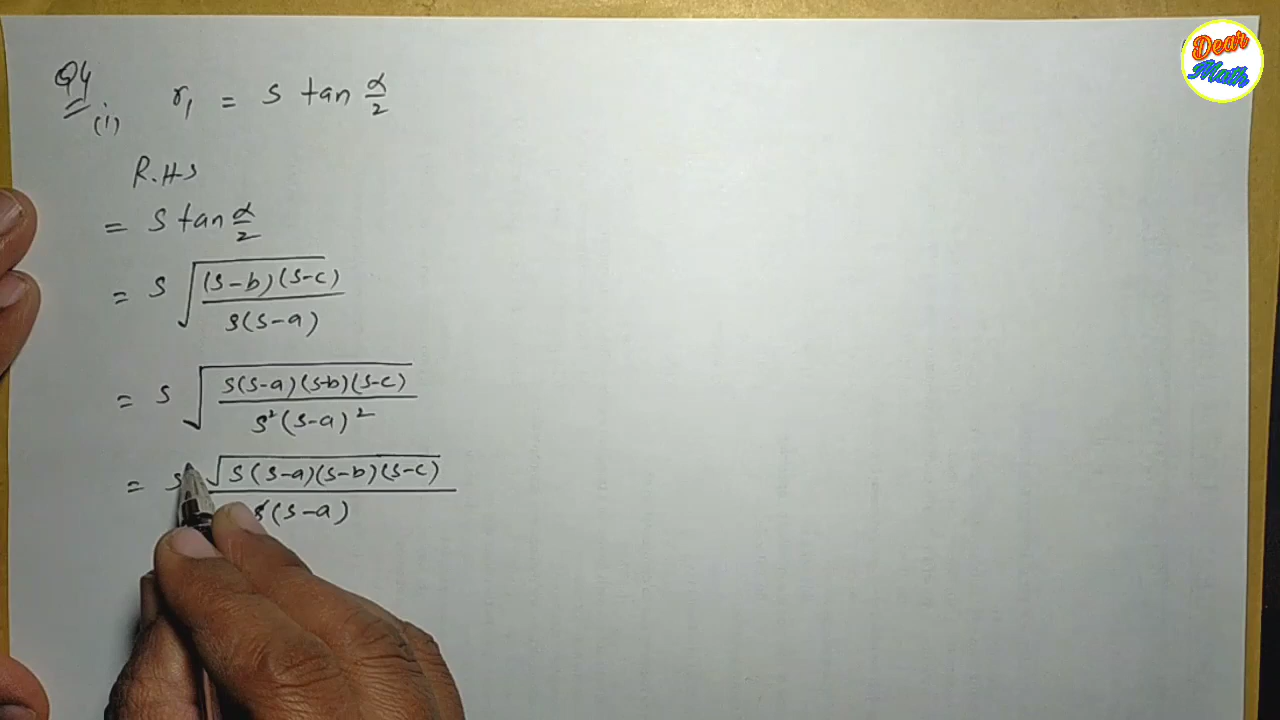 Q4
(i) r₁ = s tan α/2
R.H.S
= s tan α/2
= s √((s-b)(s-c) / s(s-a))
= s √(s(s-a)(s-b)(s-c) / s²(s-a)²)
= s √(s(s-a)(s-b)(s-c)) / s(s-a)
Dear
Math